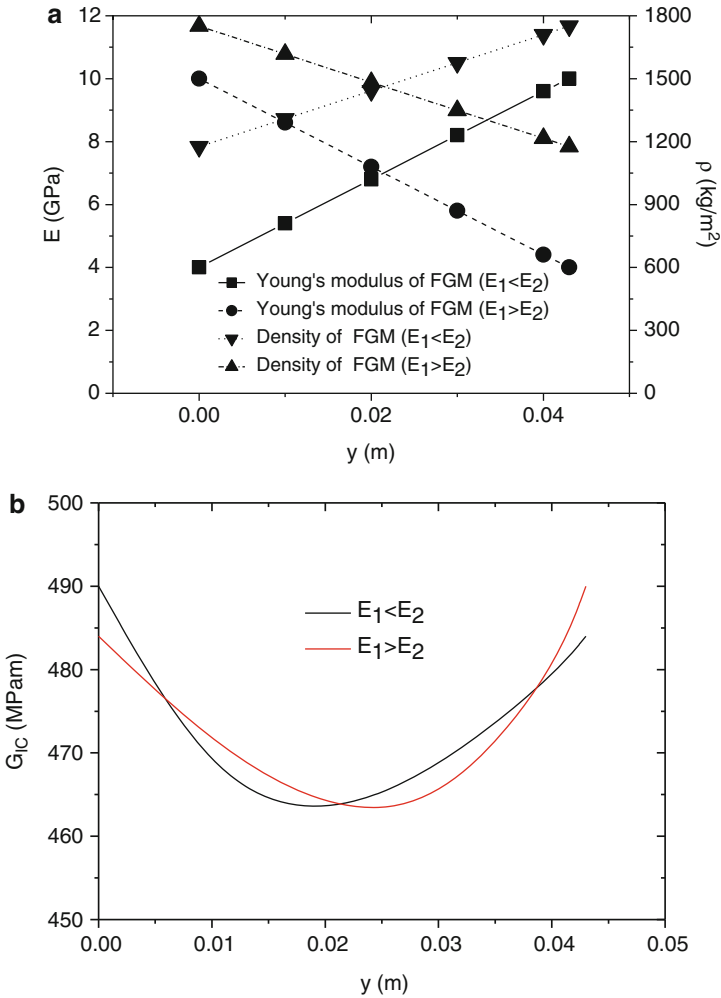 a
12
10
8
6
4
2
0
E (GPa)
1800
1500
1200
900
600
300
0
ρ (kg/m²)
Young's modulus of FGM (E₁<E₂)
Young's modulus of FGM (E₁>E₂)
Density of FGM (E₁<E₂)
Density of FGM (E₁>E₂)
0.00 0.02 0.04
y (m)
b
500
490
480
470
460
450
G_IC (MPam)
E₁<E₂
E₁>E₂
0.00 0.01 0.02 0.03 0.04 0.05
y (m)